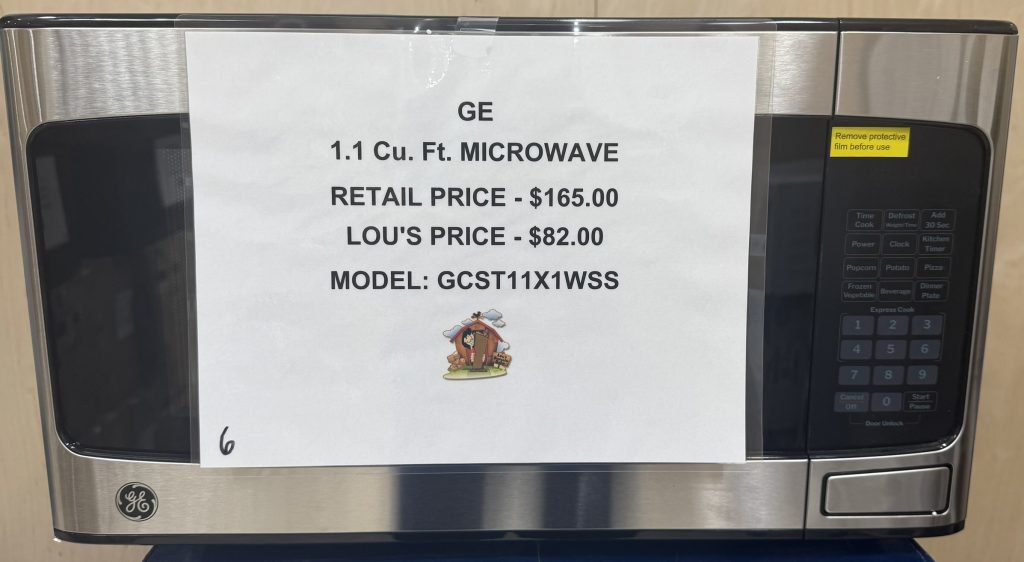 GE
1.1 Cu. Ft. MICROWAVE
RETAIL PRICE - $165.00
LOU'S PRICE - $82.00
MODEL: GCST11X1WSS
6
GE
Remove protective
film before use
Time Cook Defrost Weight/Time Add 30 Sec
Power Clock Kitchen Timer
Popcorn Potato Pizza
Frozen Vegetable Beverage Dinner Plate
Express Cook
1 2 3
4 5 6
7 8 9
Cancel Off 0 Start Pause
Door Unlock